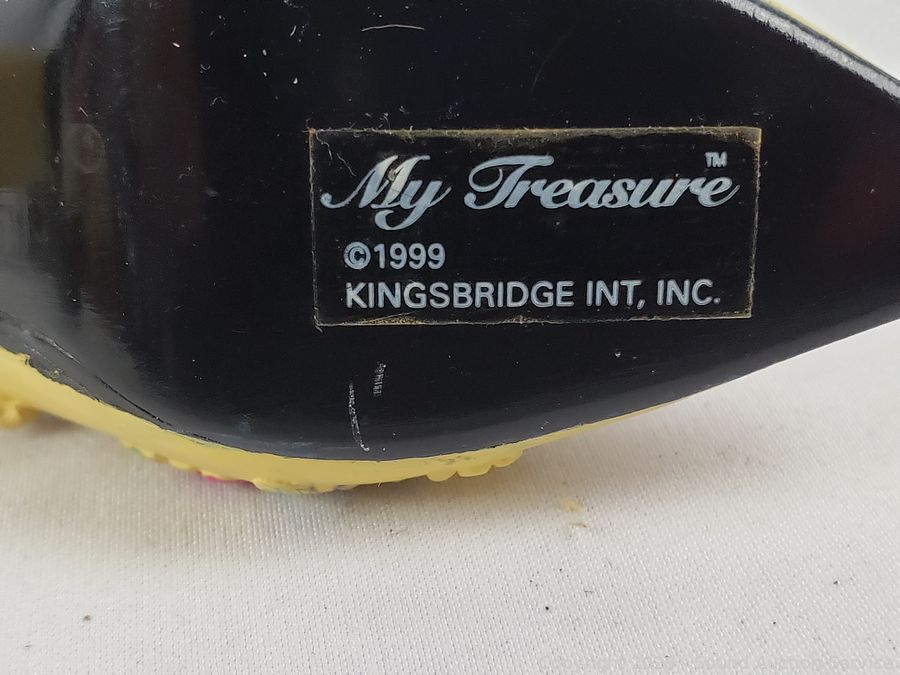 My Treasure™
©1999
KINGSBRIDGE INT, INC.